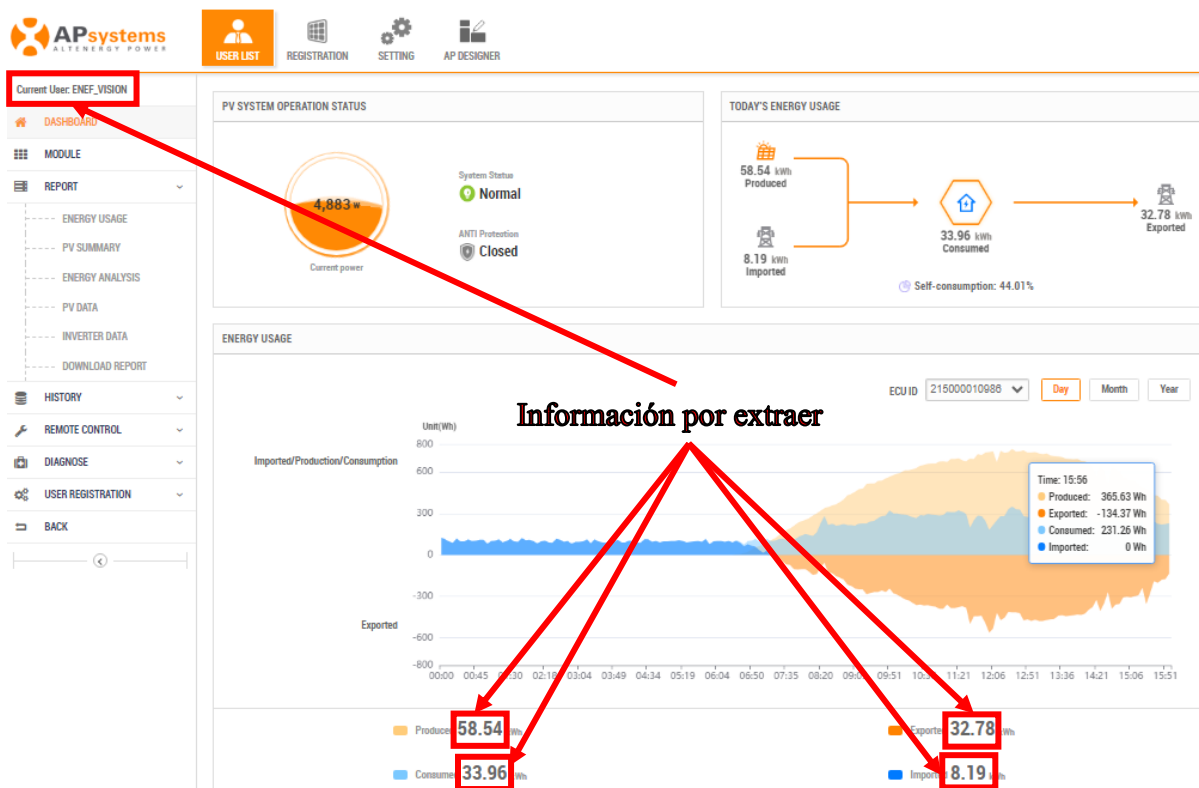 APsystems
ALTENERGY POWER
USER LIST
REGISTRATION
SETTING
AP DESIGNER
Current User: ENEF_VISION
DASHBOARD
MODULE
REPORT
ENERGY USAGE
PV SUMMARY
ENERGY ANALYSIS
PV DATA
INVERTER DATA
DOWNLOAD REPORT
HISTORY
REMOTE CONTROL
DIAGNOSE
USER REGISTRATION
BACK
PV SYSTEM OPERATION STATUS
4,883 W
Current power
System Status
Normal
ANTI Protection
Closed
TODAY'S ENERGY USAGE
58.54 kWh
Produced
8.19 kWh
Imported
33.96 kWh
Consumed
32.78 kWh
Exported
Self-consumption: 44.01%
ENERGY USAGE
ECU ID 215000010986 Day Month Year
Información por extraer
Unit(Wh)
Imported/Production/Consumption
Exported
800
600
300
0
-300
-600
-800
Time: 15:56
Produced: 365.63 Wh
Exported: -134.37 Wh
Consumed: 231.26 Wh
Imported: 0 Wh
00:00 00:45 02:18 03:04 03:49 04:34 05:19 06:04 06:50 07:35 08:20 09:51 11:21 12:06 12:51 13:36 14:21 15:06 15:51
58.54 kWh
32.78 kWh
33.96 kWh
8.19